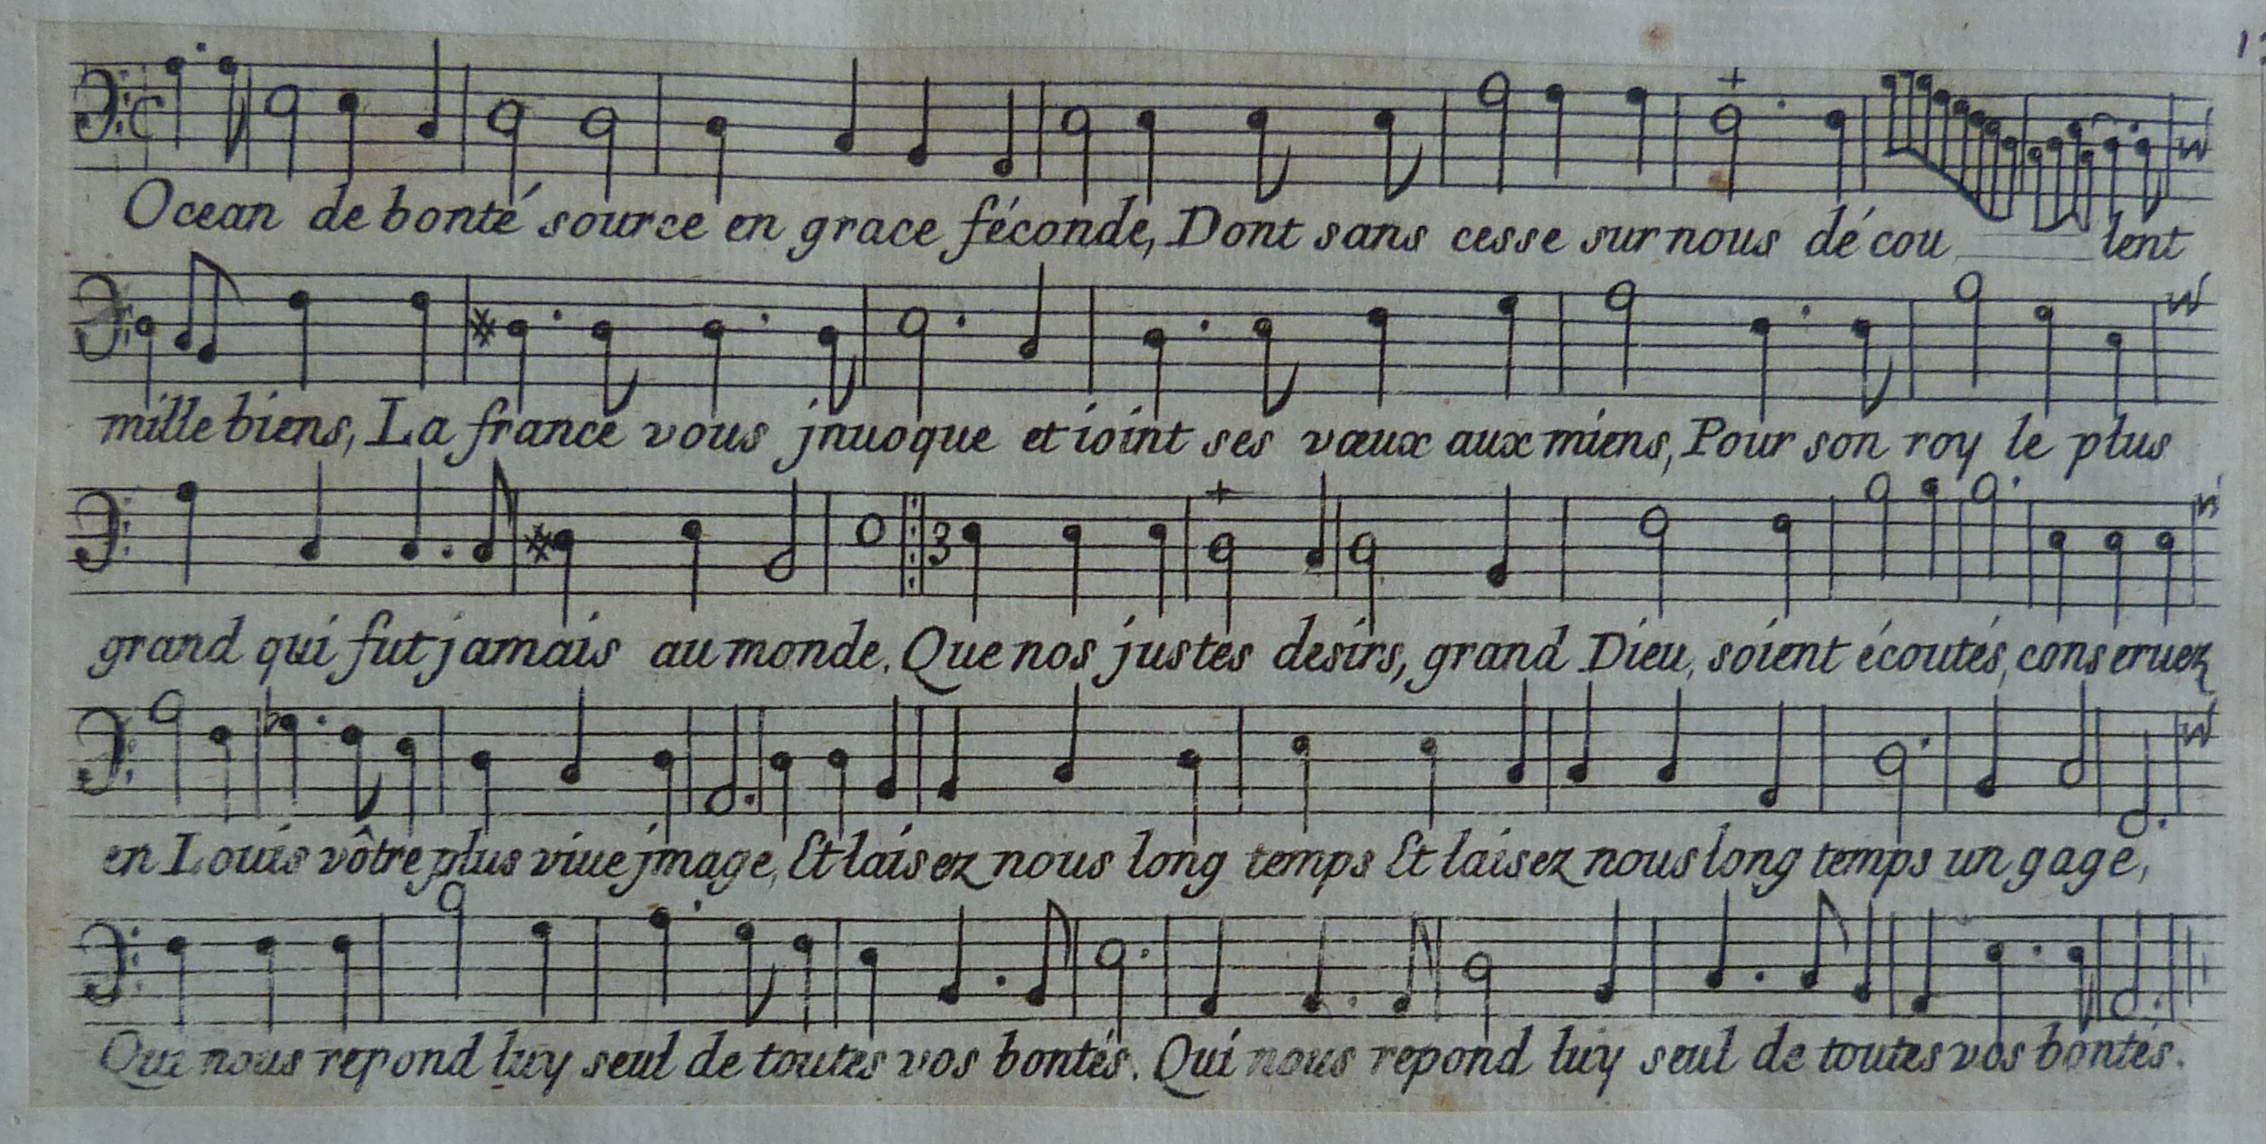 Ocean de bonté source en grace féconde, Dont sans cesse sur nous décou lent
mille biens, La france vous jnuoque et ioint ses vœux aux miens, Pour son roy le plus
grand qui fut jamais au monde. Que nos justes desirs, grand Dieu, soient écoutés, conseruez
en Louis vôtre plus viue jmage, Et laisez nous long temps Et laisez nous long temps un gage,
Qui nous repond luy seul de toutes vos bontés. Qui nous repond luy seul de toutes vos bontés.